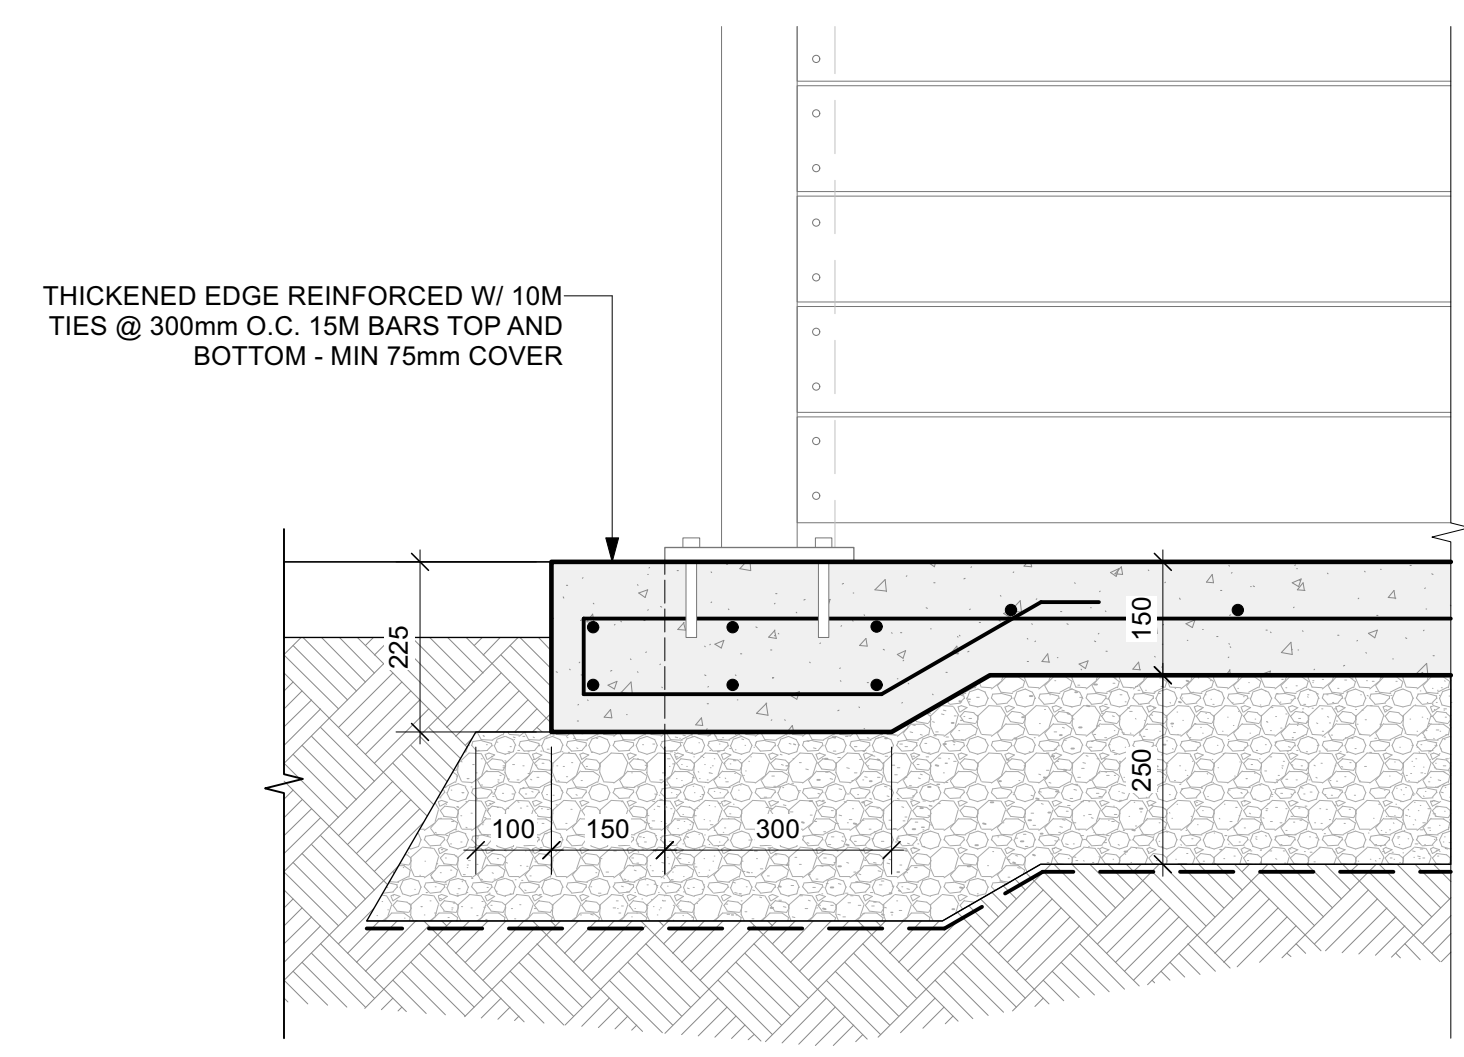 THICKENED EDGE REINFORCED W/ 10M
TIES @ 300mm O.C. 15M BARS TOP AND
BOTTOM - MIN 75mm COVER
225
150
250
100
150
300